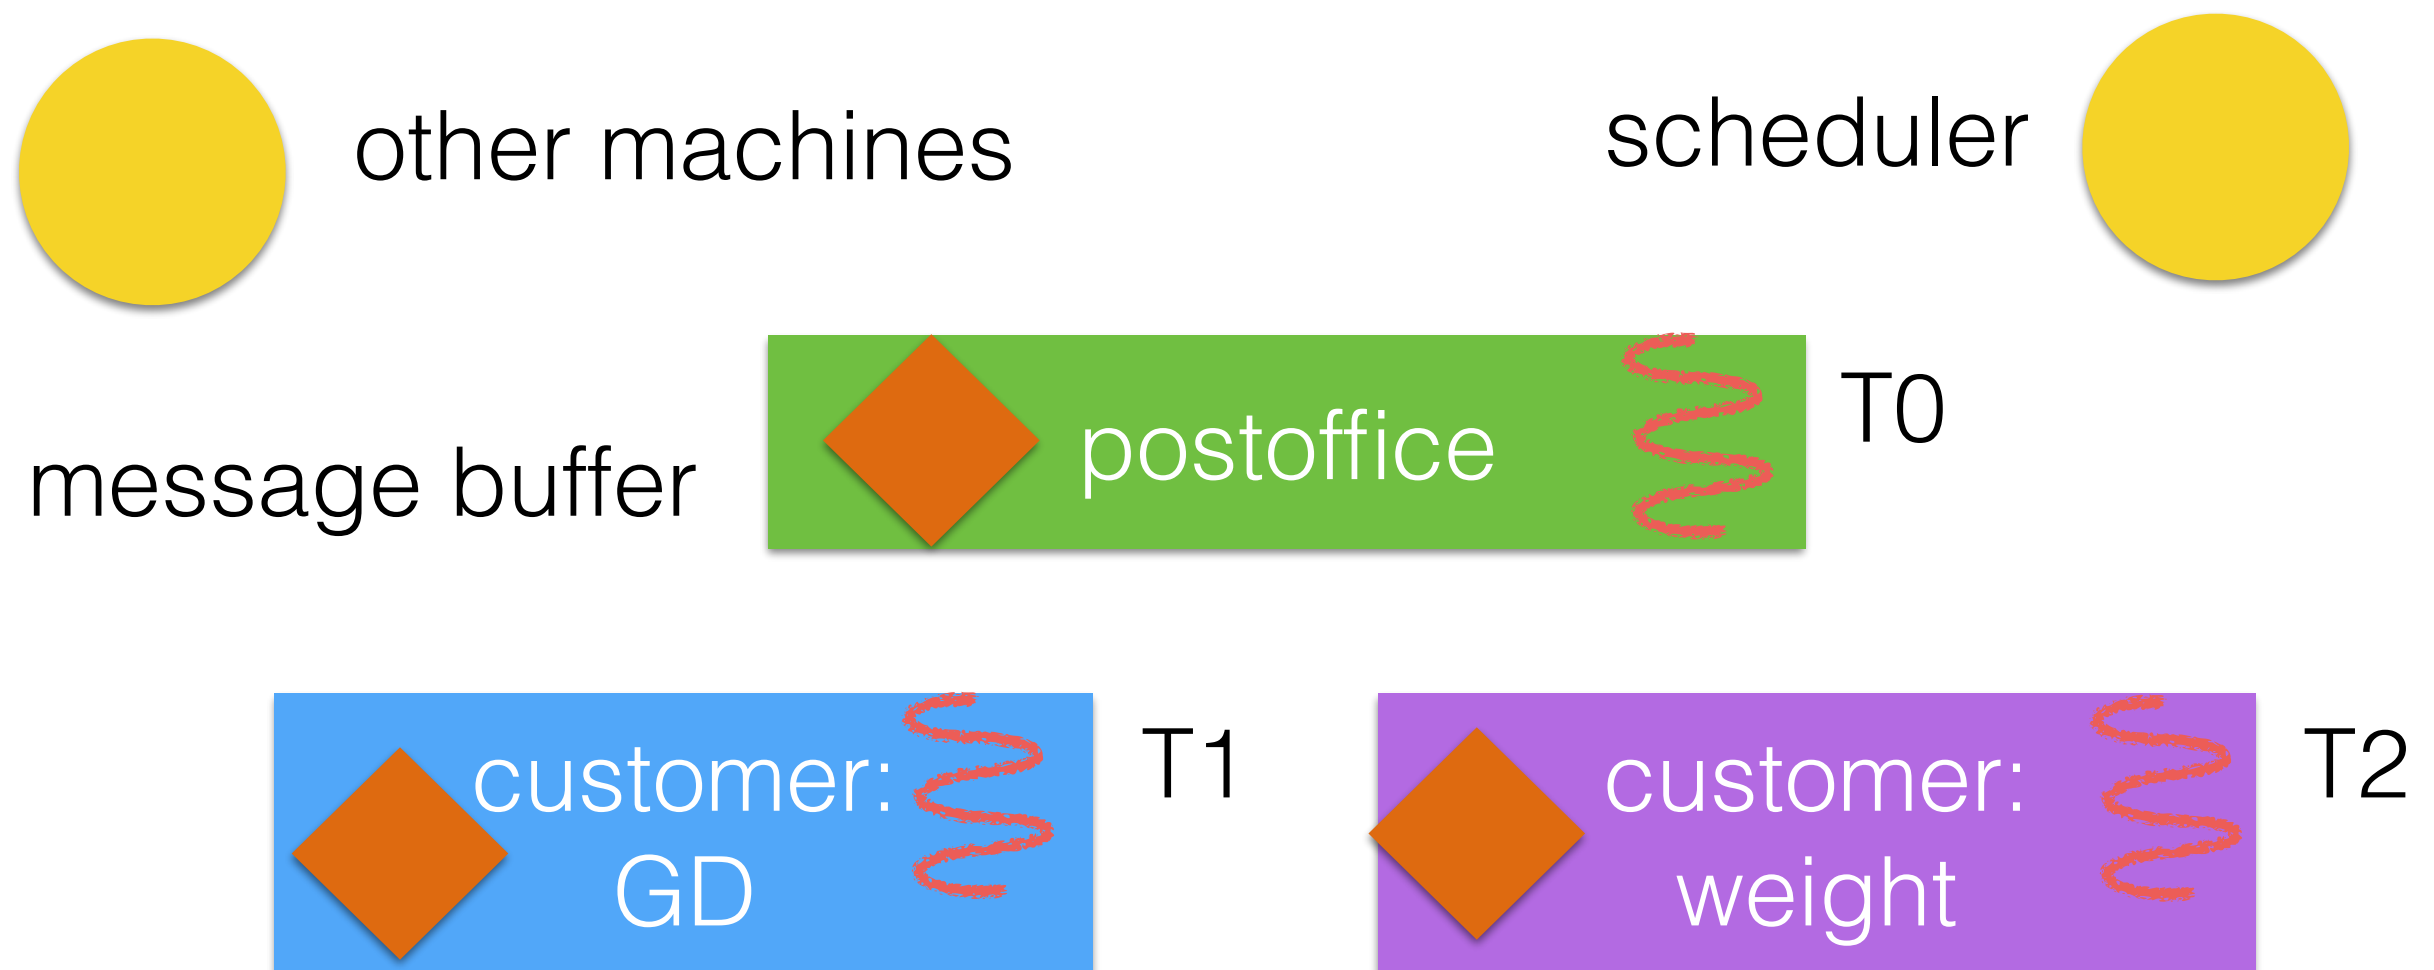 other machines
scheduler
message buffer
postoffice
T0
customer:
GD
T1
customer:
weight
T2